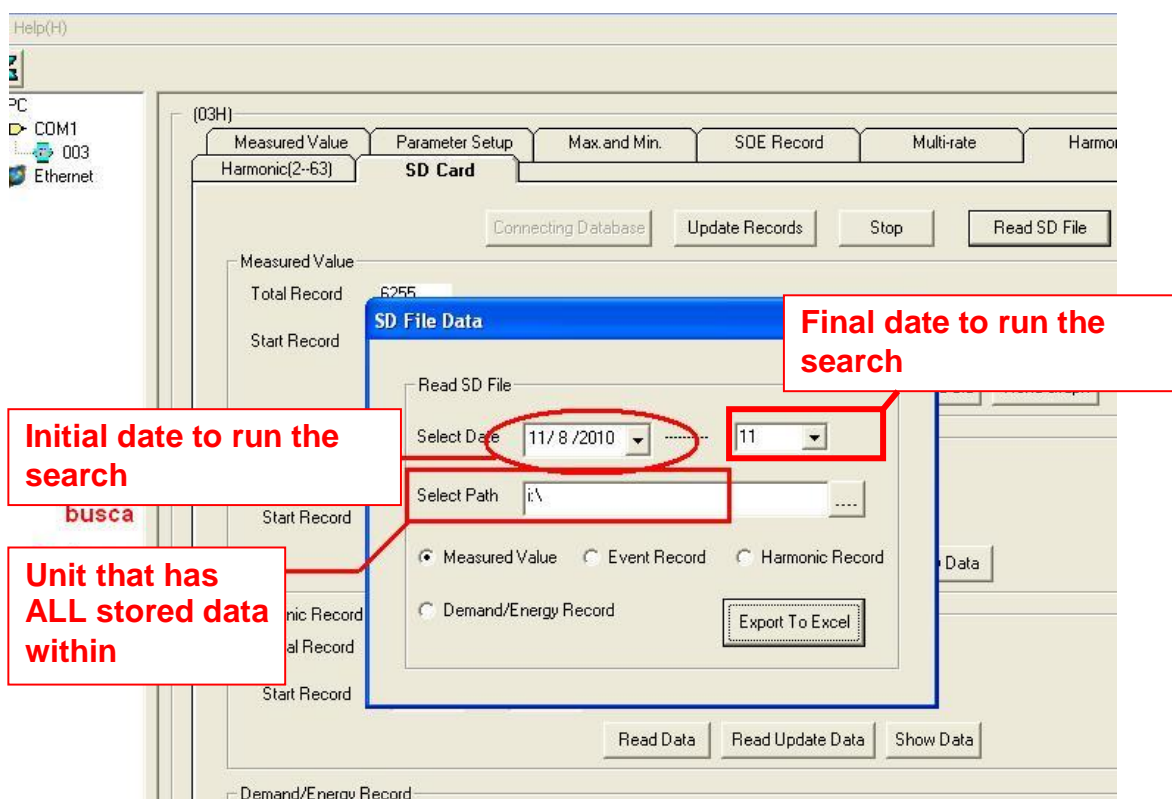 Help(H)
PC
COM1
003
Ethernet
(03H)
Measured Value Parameter Setup Max.and Min. SOE Record Multi-rate
Harmonic(2--63) SD Card
Connecting Database Update Records Stop Read SD File
Measured Value
Total Record 6255
Start Record
SD File Data
Final date to run the
search
Read SD File
Initial date to run the
search
Select Date 11/ 8 /2010 --------- 11
Select Path i:\ ....
busca
Start Record
Unit that has
ALL stored data
within
Measured Value Event Record Harmonic Record
Data
Demand/Energy Record Export To Excel
Record
Record
Start Record
Read Data Read Update Data Show Data
Demand/Energy Record